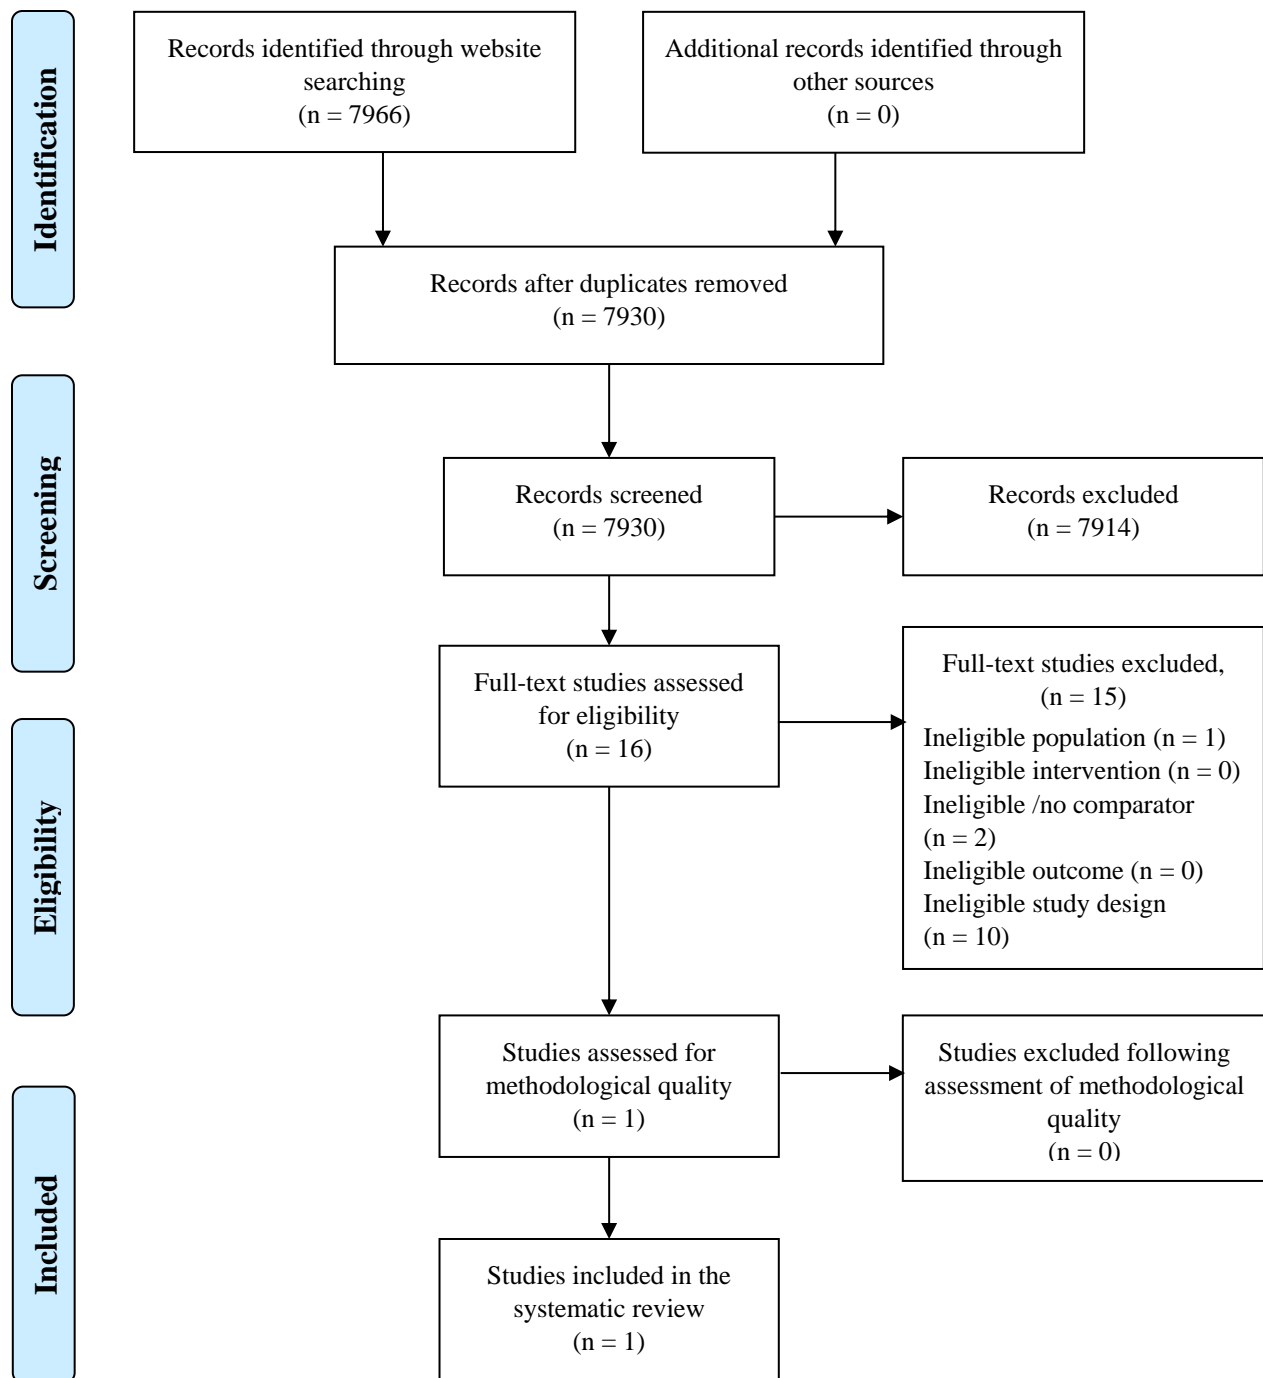 Identification
Records identified through website
searching
(n = 7966)
Additional records identified through
other sources
(n = 0)
Records after duplicates removed
(n = 7930)
Screening
Records screened
(n = 7930)
Records excluded
(n = 7914)
Full-text studies assessed
for eligibility
(n = 16)
Full-text studies excluded,
(n = 15)
Ineligible population (n = 1)
Ineligible intervention (n = 0)
Ineligible /no comparator
(n = 2)
Ineligible outcome (n = 0)
Ineligible study design
(n = 10)
Eligibility
Studies assessed for
methodological quality
(n = 1)
Studies excluded following
assessment of methodological
quality
(n = 0)
Included
Studies included in the
systematic review
(n = 1)